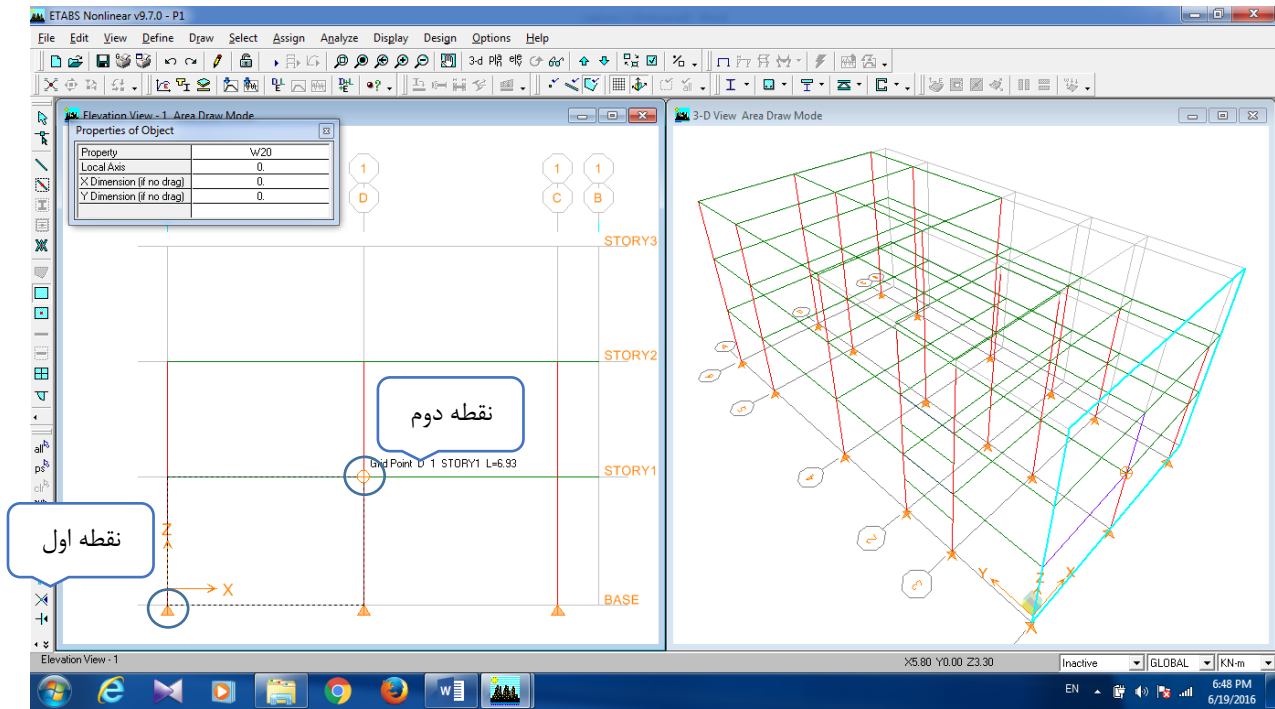 ETABS Nonlinear v9.7.0 - P1
File Edit View Define Draw Select Assign Analyze Display Design Options Help
3-d
Elevation View - 1 Area Draw Mode
Properties of Object
Property W20
Local Axis 0.
X Dimension (if no drag) 0.
Y Dimension (if no drag) 0.
1 1 1
D C B
STORY3
STORY2
نقطه دوم
Grid Point D 1 STORY1 L=6.93
STORY1
نقطه اول
Z
X
BASE
3-D View Area Draw Mode
Y Z X
all
ps
clr
Elevation View - 1
X5.80 Y0.00 Z3.30
Inactive
GLOBAL
KN-m
EN
6:48 PM
6/19/2016